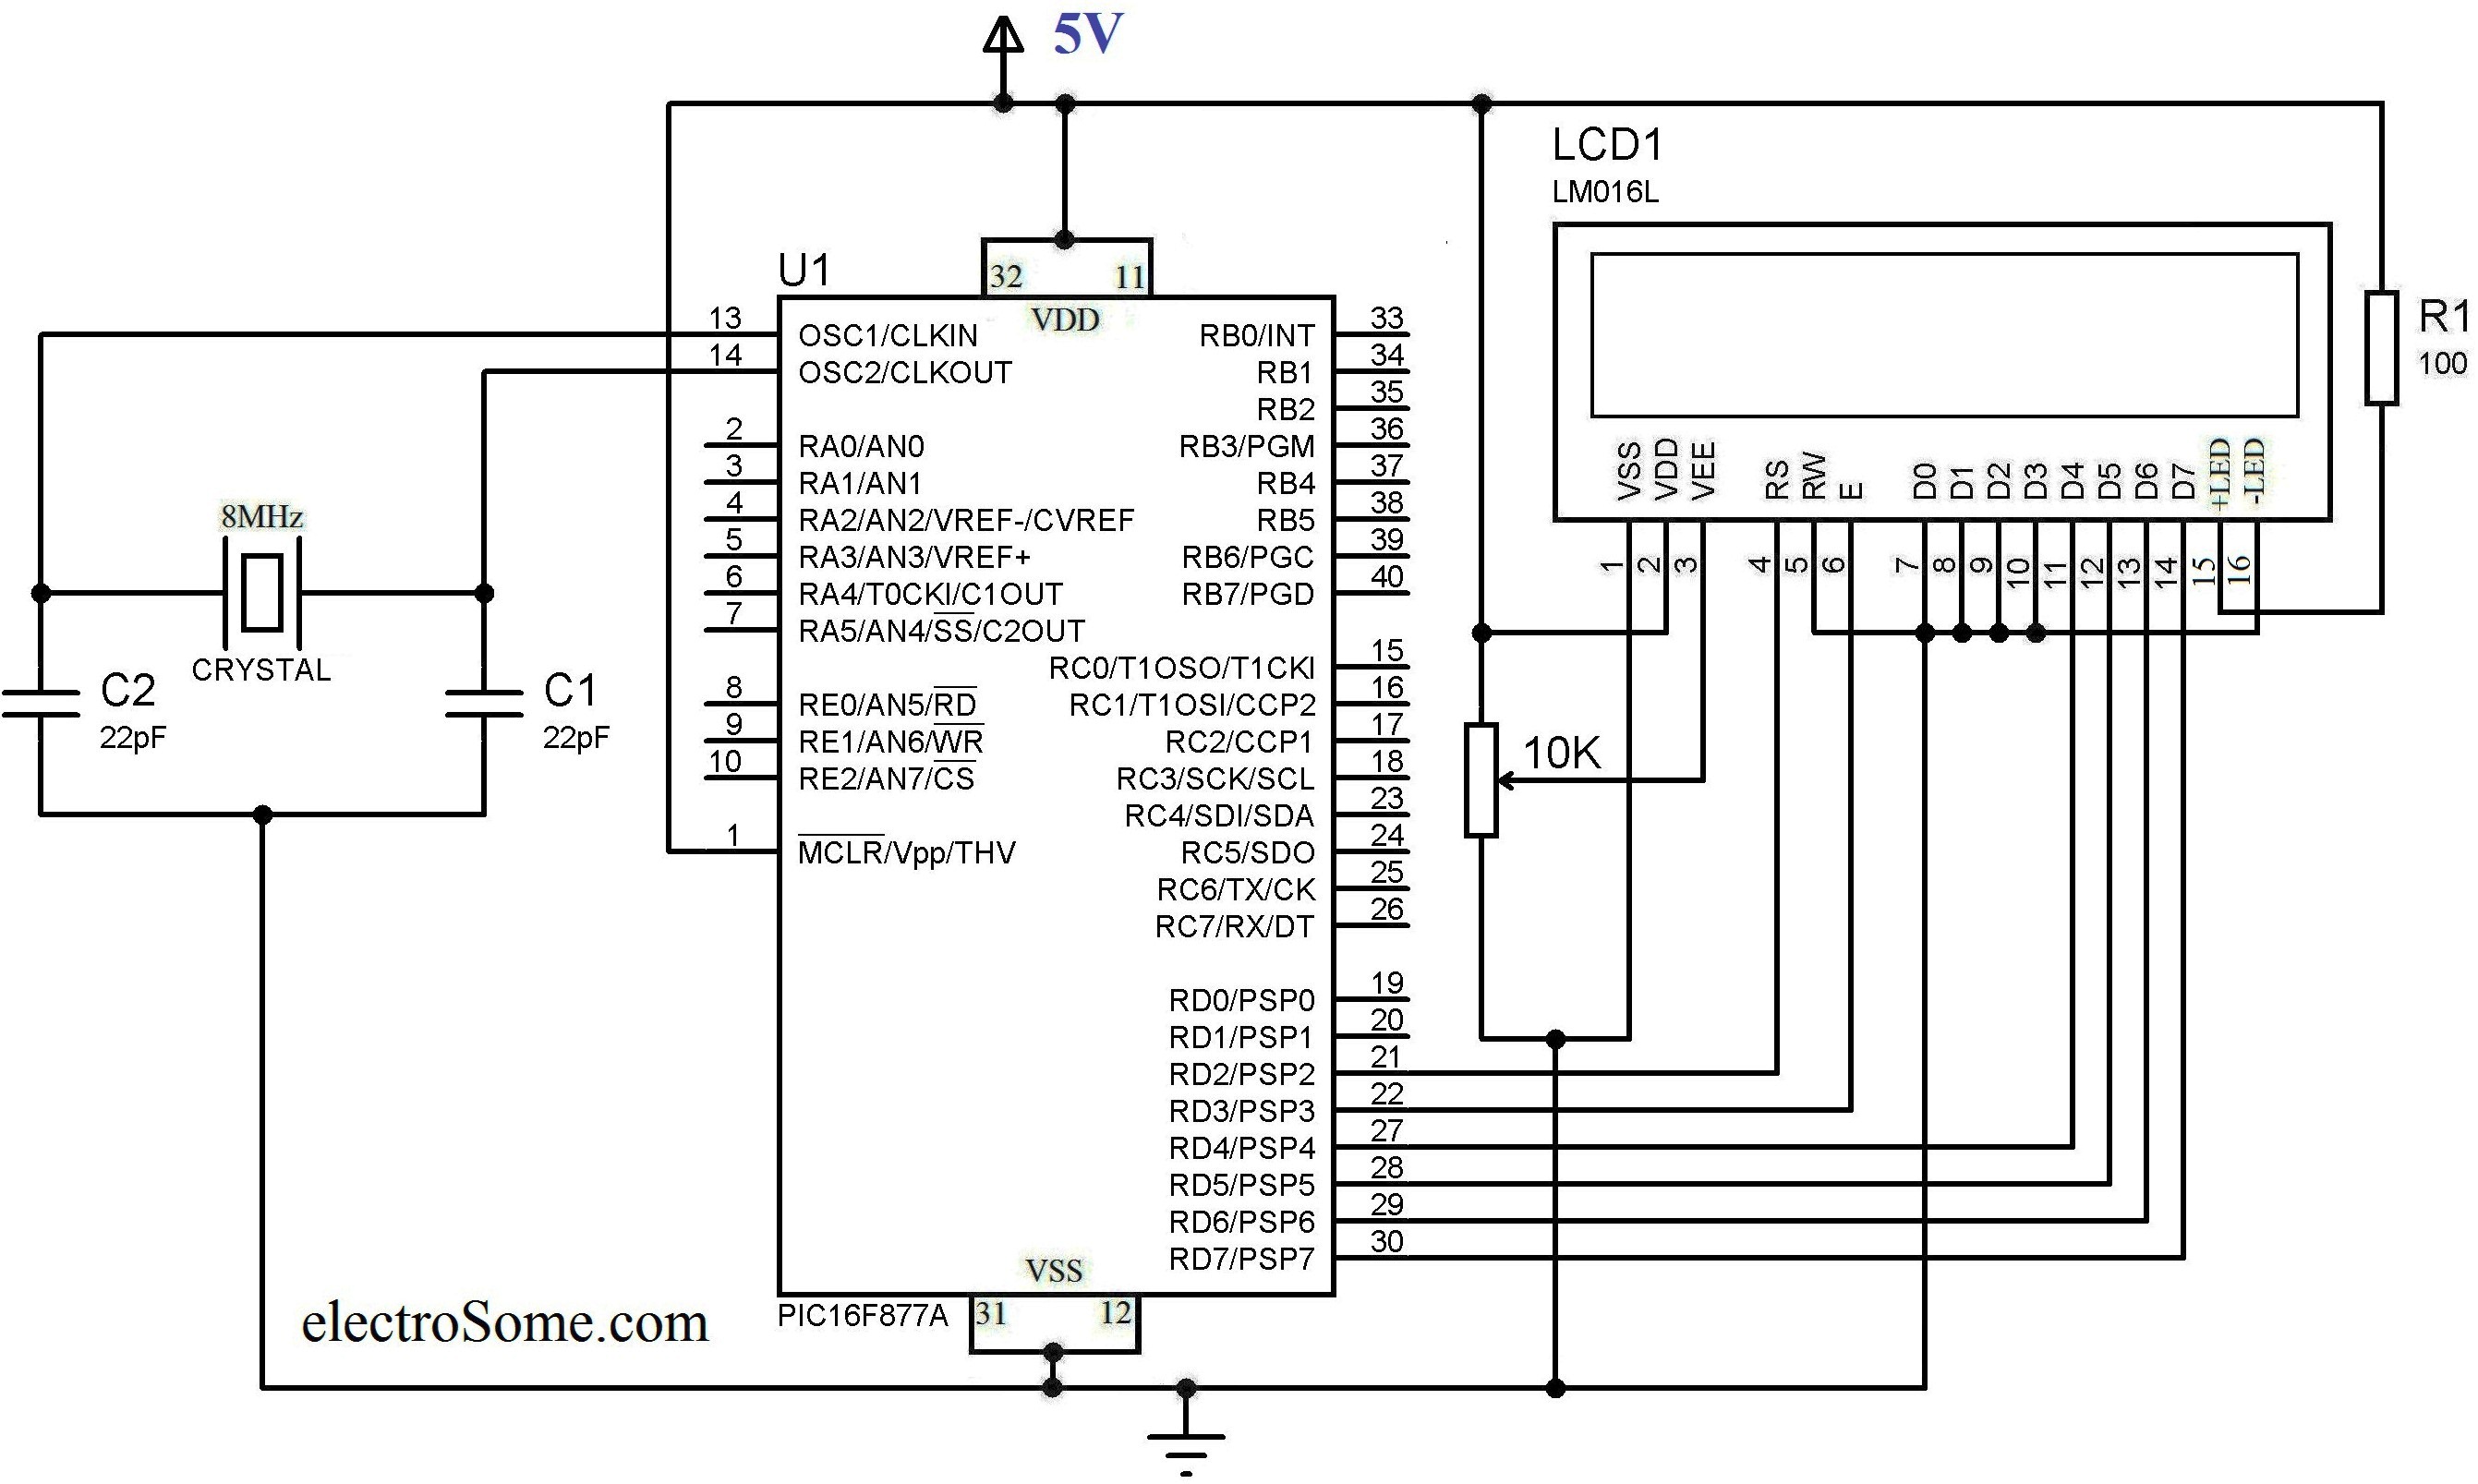 5V
LCD1
LM016L
U1
32 11
VDD
13 OSC1/CLKIN
14 OSC2/CLKOUT
2 RA0/AN0
3 RA1/AN1
4 RA2/AN2/VREF-/CVREF
5 RA3/AN3/VREF+
6 RA4/T0CKI/C1OUT
7 RA5/AN4/SS/C2OUT
8 RE0/AN5/RD
9 RE1/AN6/WR
10 RE2/AN7/CS
1 MCLR/Vpp/THV
RB0/INT 33
RB1 34
RB2 35
RB3/PGM 36
RB4 37
RB5 38
RB6/PGC 39
RB7/PGD 40
RC0/T1OSO/T1CKI 15
RC1/T1OSI/CCP2 16
RC2/CCP1 17
RC3/SCK/SCL 18
RC4/SDI/SDA 23
RC5/SDO 24
RC6/TX/CK 25
RC7/RX/DT 26
RD0/PSP0 19
RD1/PSP1 20
RD2/PSP2 21
RD3/PSP3 22
RD4/PSP4 27
RD5/PSP5 28
RD6/PSP6 29
RD7/PSP7 30
VSS
31 12
PIC16F877A
8MHz
CRYSTAL
C2
22pF
C1
22pF
R1
100
VSS VDD VEE RS RW E D0 D1 D2 D3 D4 D5 D6 D7 +LED -LED
1 2 3 4 5 6 7 8 9 10 11 12 13 14 15 16
10K
electroSome.com